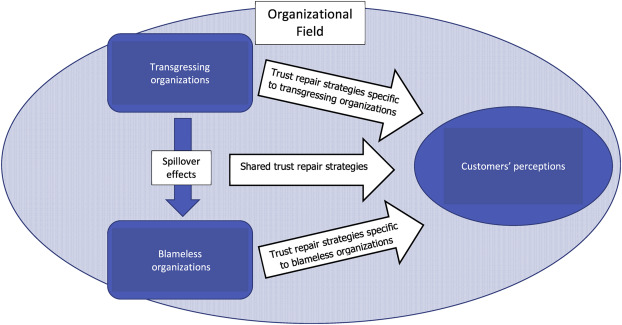 Organizational
Field
Transgressing
organizations
Trust repair strategies specific
to transgressing organizations
Spillover
effects
Shared trust repair strategies
Customers' perceptions
Blameless
organizations
Trust repair strategies specific
to blameless organizations